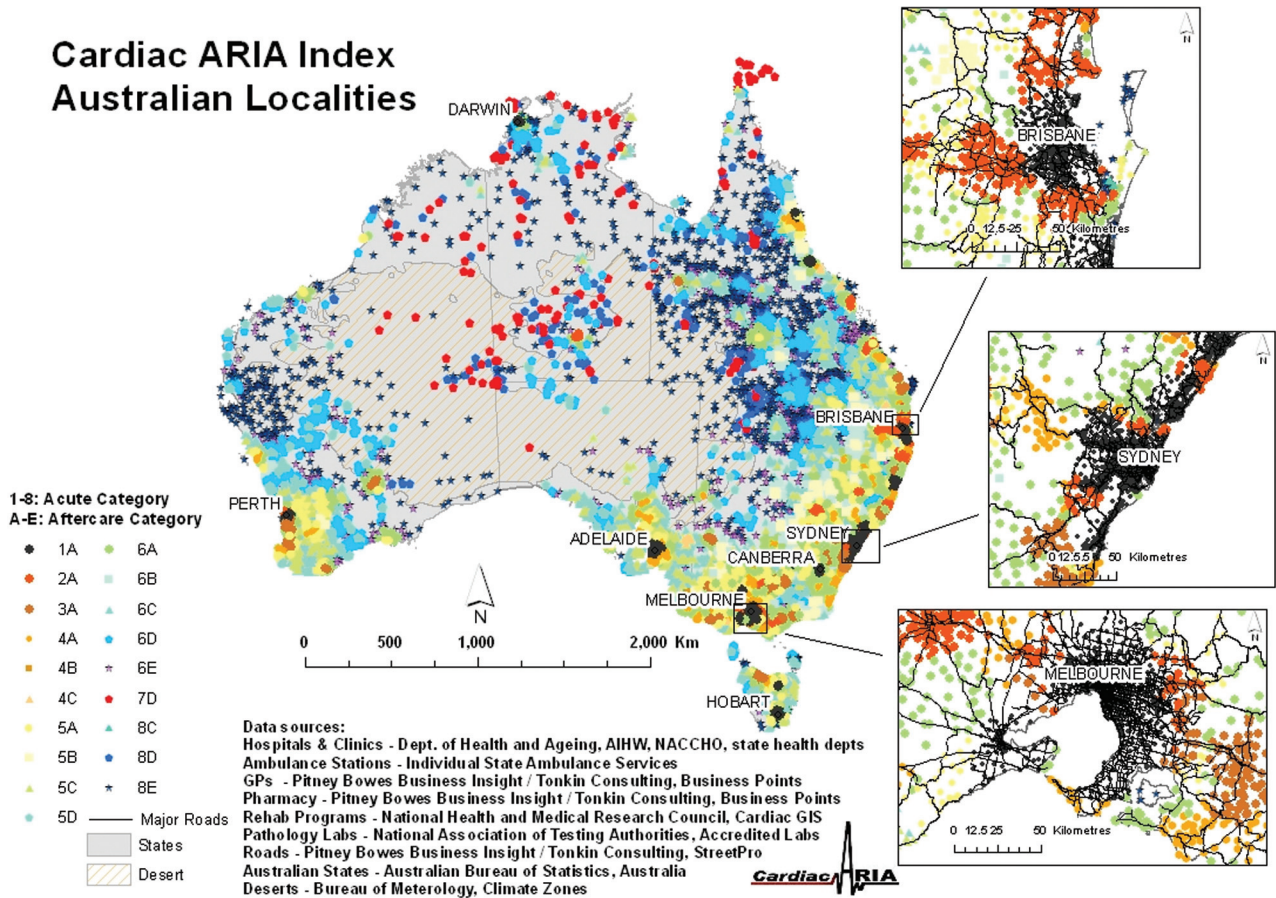 Cardiac ARIA Index
Australian Localities
DARWIN
BRISBANE
PERTH
ADELAIDE
SYDNEY
CANBERRA
MELBOURNE
HOBART
N
0 500 1,000 2,000 Km
1-8: Acute Category
A-E: Aftercare Category
1A 6A
2A 6B
3A 6C
4A 6D
4B 6E
4C 7D
5A 8C
5B 8D
5C 8E
5D Major Roads
States
Desert
Data sources:
Hospitals & Clinics - Dept. of Health and Ageing, AIHW, NACCHO, state health depts
Ambulance Stations - Individual State Ambulance Services
GPs - Pitney Bowes Business Insight / Tonkin Consulting, Business Points
Pharmacy - Pitney Bowes Business Insight / Tonkin Consulting, Business Points
Rehab Programs - National Health and Medical Research Council, Cardiac GIS
Pathology Labs - National Association of Testing Authorities, Accredited Labs
Roads - Pitney Bowes Business Insight / Tonkin Consulting, StreetPro
Australian States - Australian Bureau of Statistics, Australia
Deserts - Bureau of Meterology, Climate Zones
Cardiac ARIA
N
BRISBANE
0 12.5 25 50 Kilometres
N
SYDNEY
0 12.5 5 50 Kilometres
N
MELBOURNE
0 12.5 25 50 Kilometres